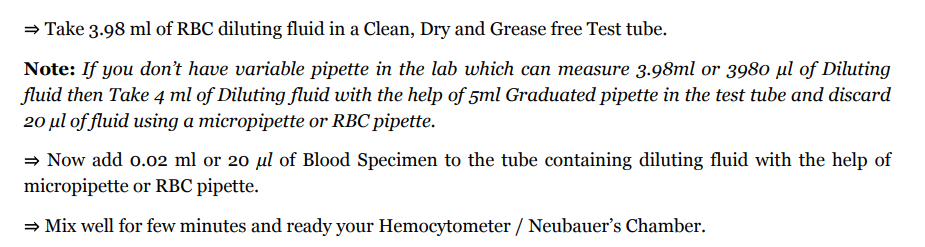 ⇒ Take 3.98 ml of RBC diluting fluid in a Clean, Dry and Grease free Test tube.
Note: If you don’t have variable pipette in the lab which can measure 3.98ml or 3980 µl of Diluting
fluid then Take 4 ml of Diluting fluid with the help of 5ml Graduated pipette in the test tube and discard
20 µl of fluid using a micropipette or RBC pipette.
⇒ Now add 0.02 ml or 20 µl of Blood Specimen to the tube containing diluting fluid with the help of
micropipette or RBC pipette.
⇒ Mix well for few minutes and ready your Hemocytometer / Neubauer’s Chamber.